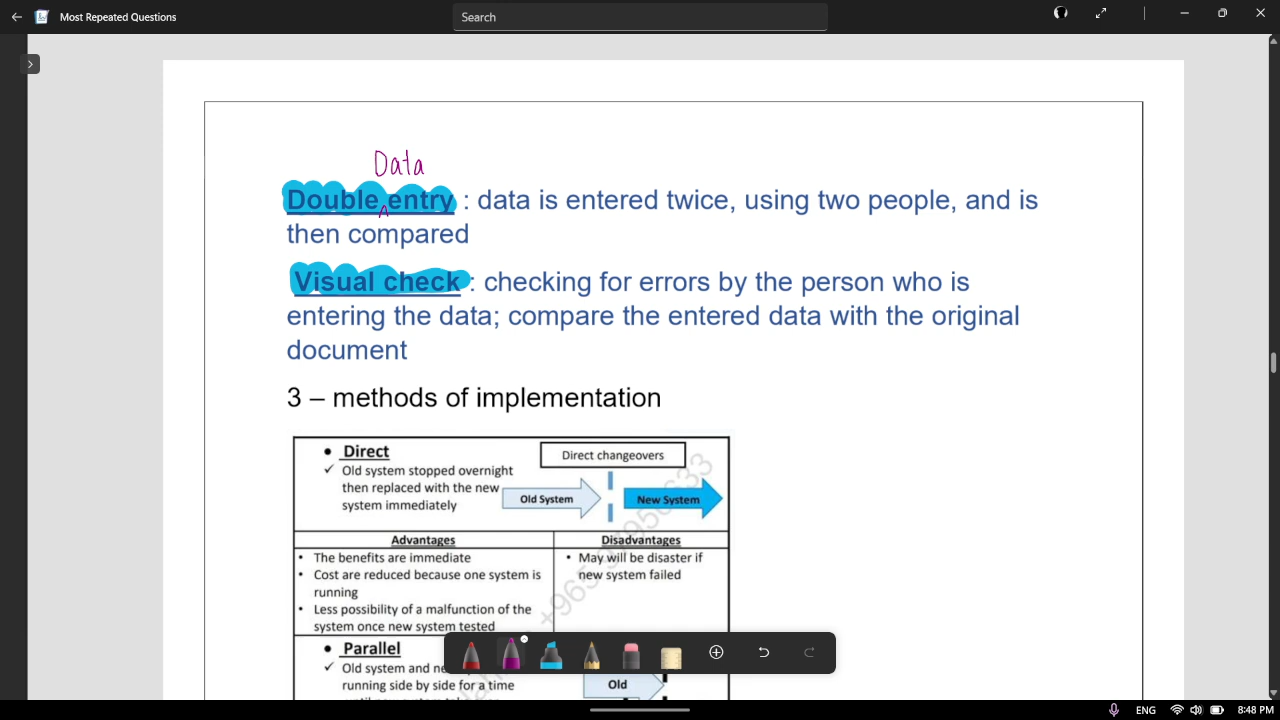 Most Repeated Questions
Search
Data
Double entry : data is entered twice, using two people, and is
then compared
Visual check : checking for errors by the person who is
entering the data; compare the entered data with the original
document
3 – methods of implementation
• Direct
✓ Old system stopped overnight
then replaced with the new
system immediately
Direct changeovers
Old System
New System
Advantages
Disadvantages
• The benefits are immediate
• Cost are reduced because one system is
running
• Less possibility of a malfunction of the
system once new system tested
• May will be disaster if
new system failed
• Parallel
✓ Old system and
running side by side for a time
Old
ENG
8:48 PM